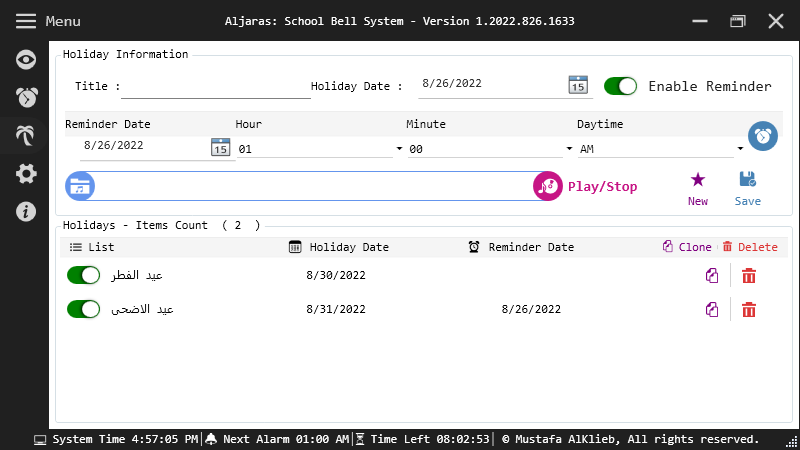 Menu
Aljaras: School Bell System - Version 1.2022.826.1633
Holiday Information
Title :
Holiday Date :
8/26/2022
15
Enable Reminder
Reminder Date
Hour
Minute
Daytime
8/26/2022
15
01
00
AM
Play/Stop
New
Save
Holidays - Items Count ( 2 )
List
Holiday Date
Reminder Date
Clone
Delete
عيد الفطر
8/30/2022
عيد الاضحى
8/31/2022
8/26/2022
System Time 4:57:05 PM
Next Alarm 01:00 AM
Time Left 08:02:53
© Mustafa AlKlieb, All rights reserved.